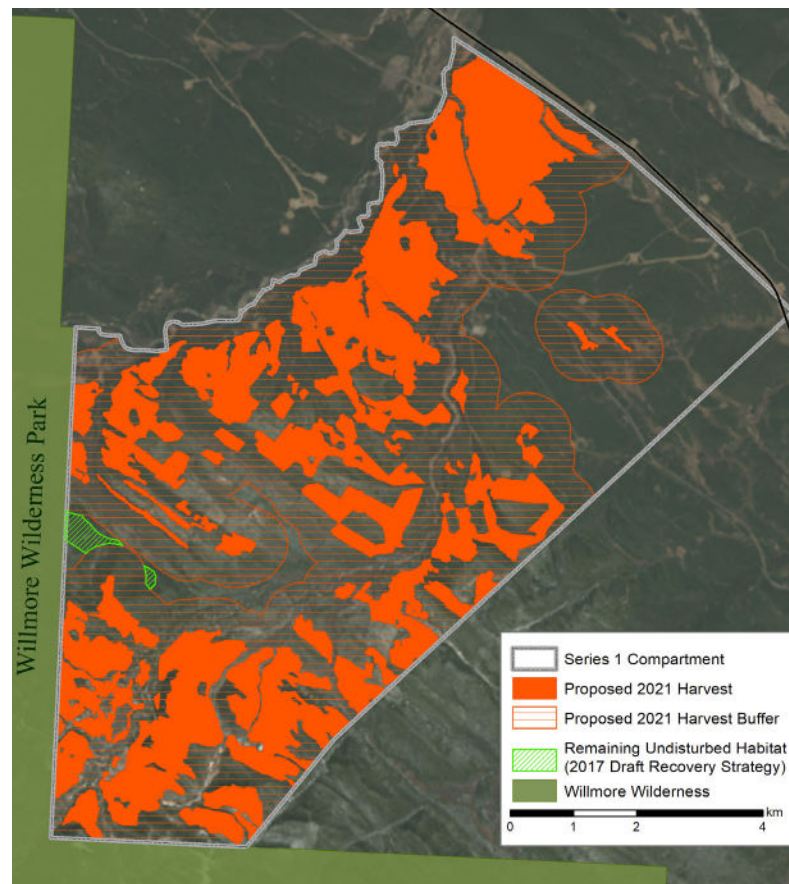 Willmore Wilderness Park
Series 1 Compartment
Proposed 2021 Harvest
Proposed 2021 Harvest Buffer
Remaining Undisturbed Habitat
(2017 Draft Recovery Strategy)
Willmore Wilderness
km
0 1 2 4